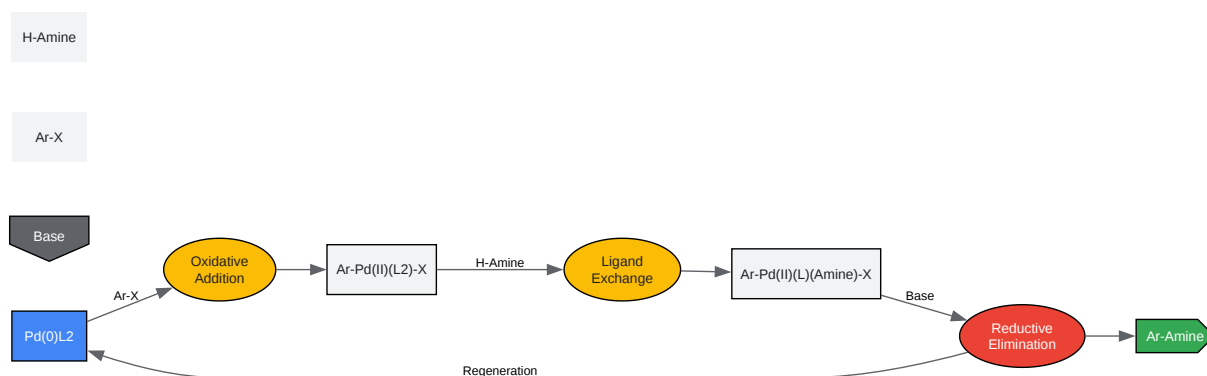 H-Amine
Ar-X
Base
Oxidative
Addition
Ar-Pd(II)(L2)-X
H-Amine
Ligand
Exchange
Ar-Pd(II)(L)(Amine)-X
Ar-X
Base
Pd(0)L2
Reductive
Elimination
Ar-Amine
Regeneration